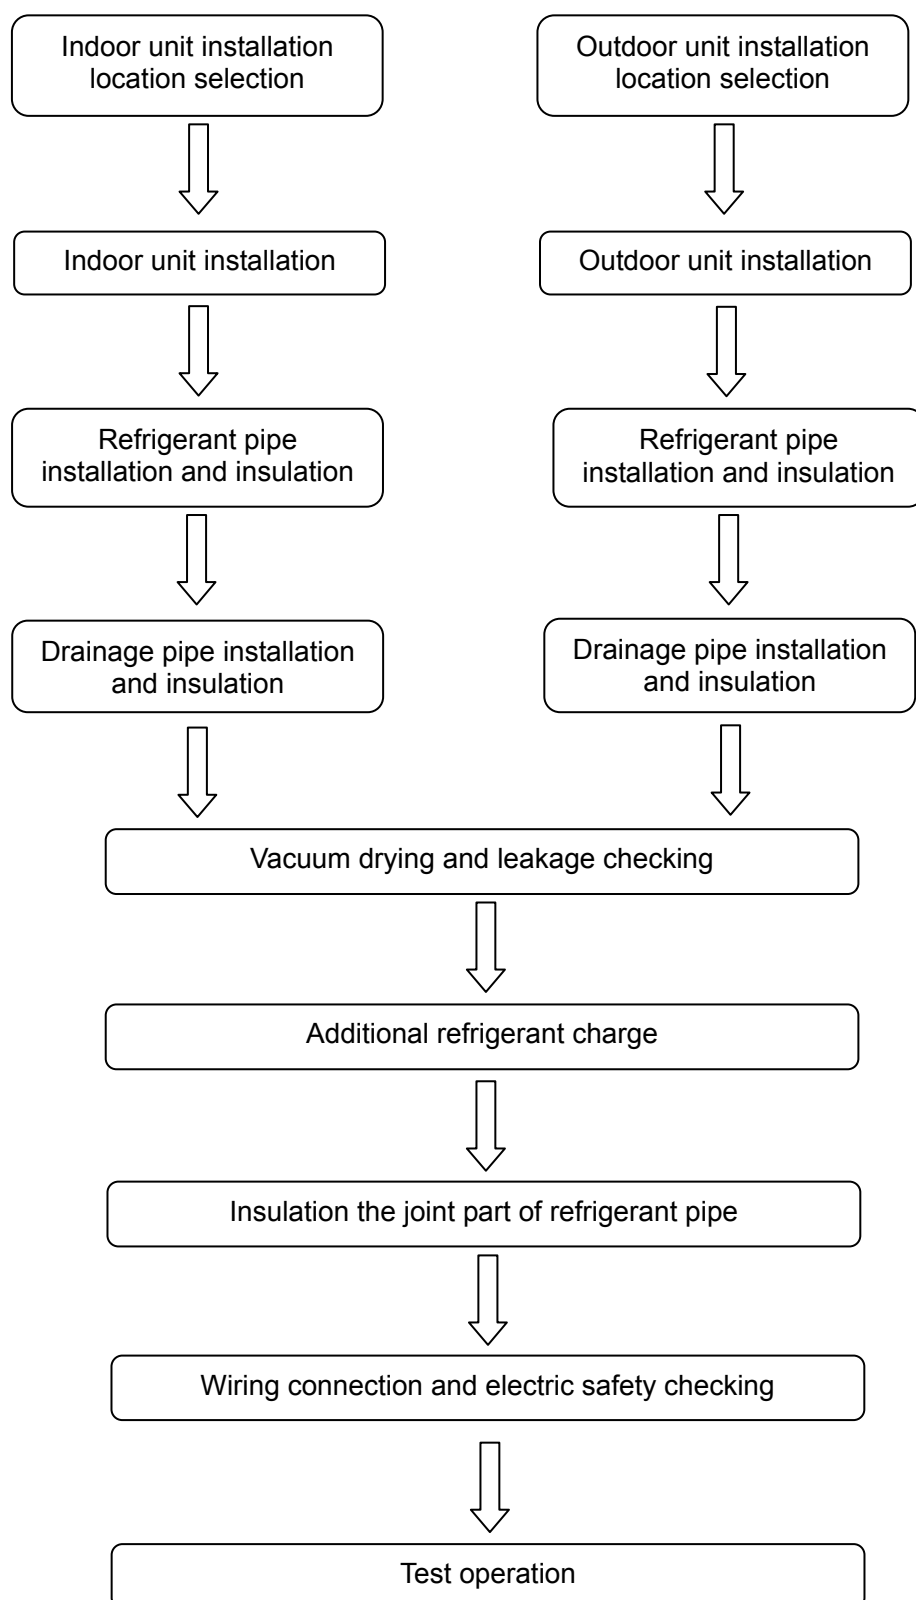 Indoor unit installation
location selection
Outdoor unit installation
location selection
Indoor unit installation
Outdoor unit installation
Refrigerant pipe
installation and insulation
Refrigerant pipe
installation and insulation
Drainage pipe installation
and insulation
Drainage pipe installation
and insulation
Vacuum drying and leakage checking
Additional refrigerant charge
Insulation the joint part of refrigerant pipe
Wiring connection and electric safety checking
Test operation